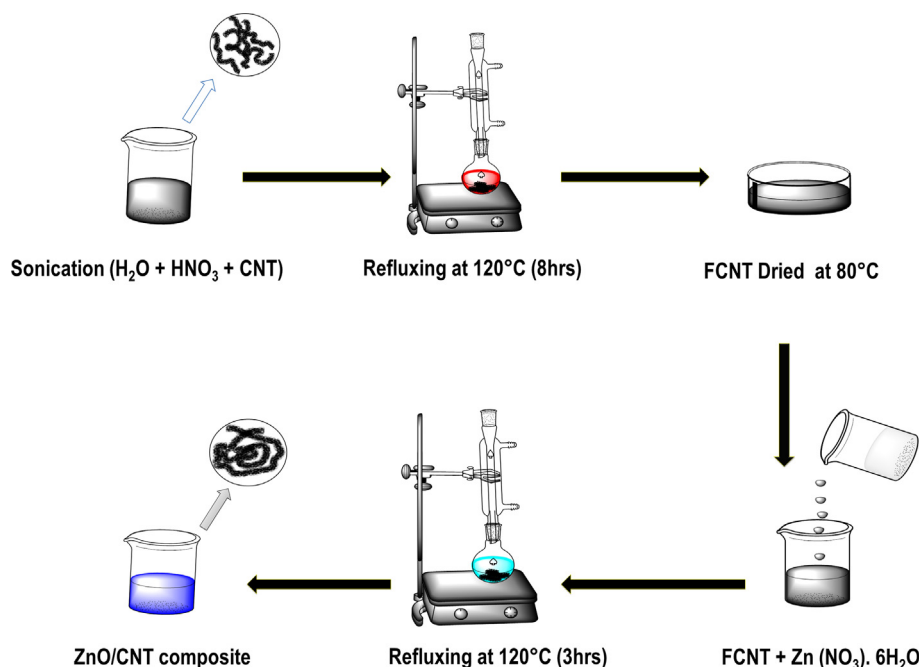 Sonication (H₂O + HNO₃ + CNT)
Refluxing at 120°C (8hrs)
FCNT Dried at 80°C
ZnO/CNT composite
Refluxing at 120°C (3hrs)
FCNT + Zn (NO₃). 6H₂O